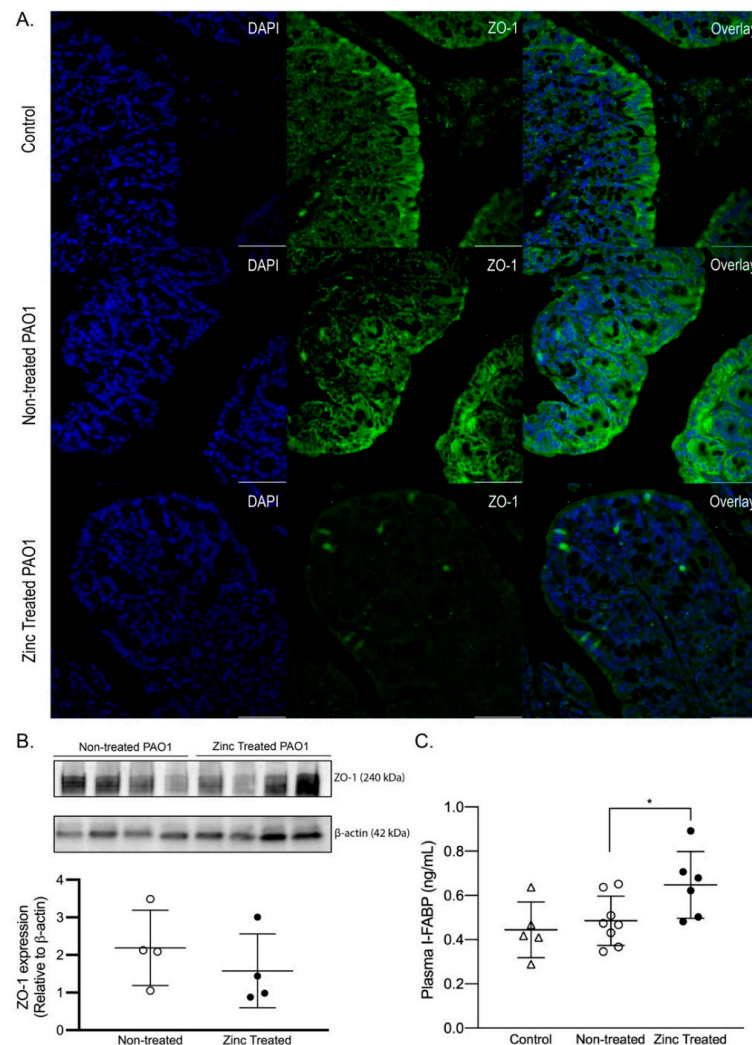 A.
DAPI ZO-1 Overlay
Control
DAPI ZO-1 Overlay
Non-treated PAO1
DAPI ZO-1 Overlay
Zinc Treated PAO1
B.
Non-treated PAO1 Zinc Treated PAO1
ZO-1 (240 kDa)
β-actin (42 kDa)
ZO-1 expression
(Relative to β-actin)
4
3
2
1
0
Non-treated Zinc Treated
C.
Plasma I-FABP (ng/mL)
1.0
0.8
0.6
0.4
0.2
0.0
*
Control Non-treated Zinc Treated